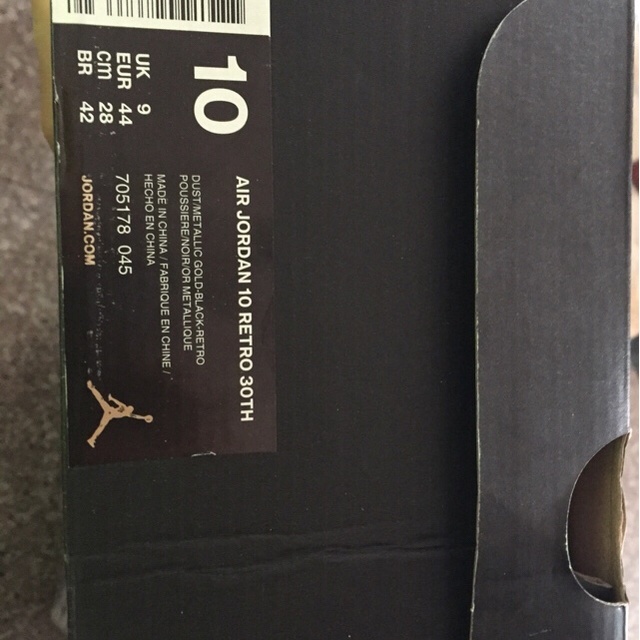 10
UK 9
EUR 44
cm 28
BR 42
AIR JORDAN 10 RETRO 30TH
DUST/METALLIC GOLD-BLACK-RETRO
POUSSIERE/NOIR/OR METALLIQUE
MADE IN CHINA / FABRIQUE EN CHINE /
HECHO EN CHINA
705178 045
JORDAN.COM